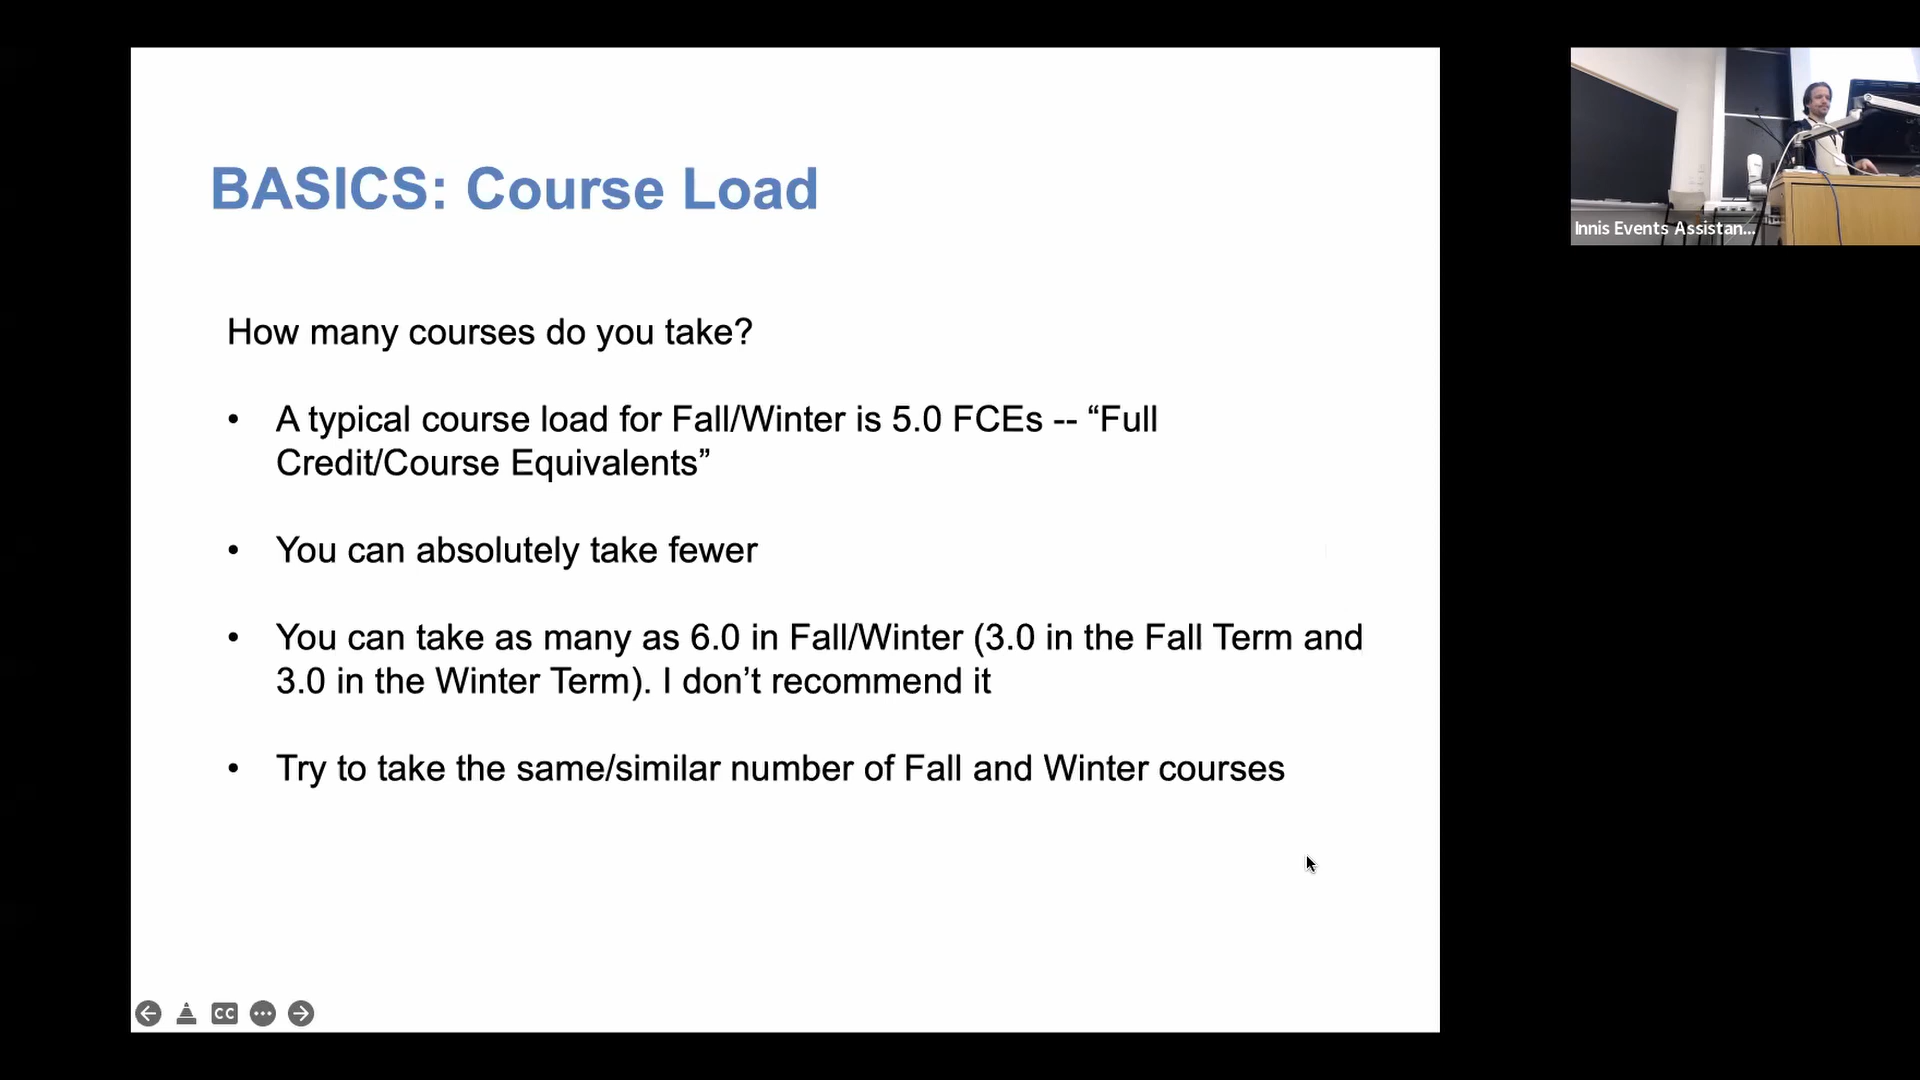 BASICS: Course Load
How many courses do you take?
• A typical course load for Fall/Winter is 5.0 FCEs -- “Full
Credit/Course Equivalents”
• You can absolutely take fewer
• You can take as many as 6.0 in Fall/Winter (3.0 in the Fall Term and
3.0 in the Winter Term). I don’t recommend it
• Try to take the same/similar number of Fall and Winter courses
Innis Events Assistan...
CC